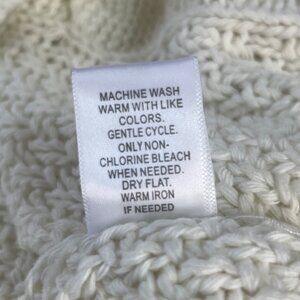 MACHINE WASH
WARM WITH LIKE
COLORS.
GENTLE CYCLE.
ONLY NON-
CHLORINE BLEACH
WHEN NEEDED.
DRY FLAT.
WARM IRON
IF NEEDED